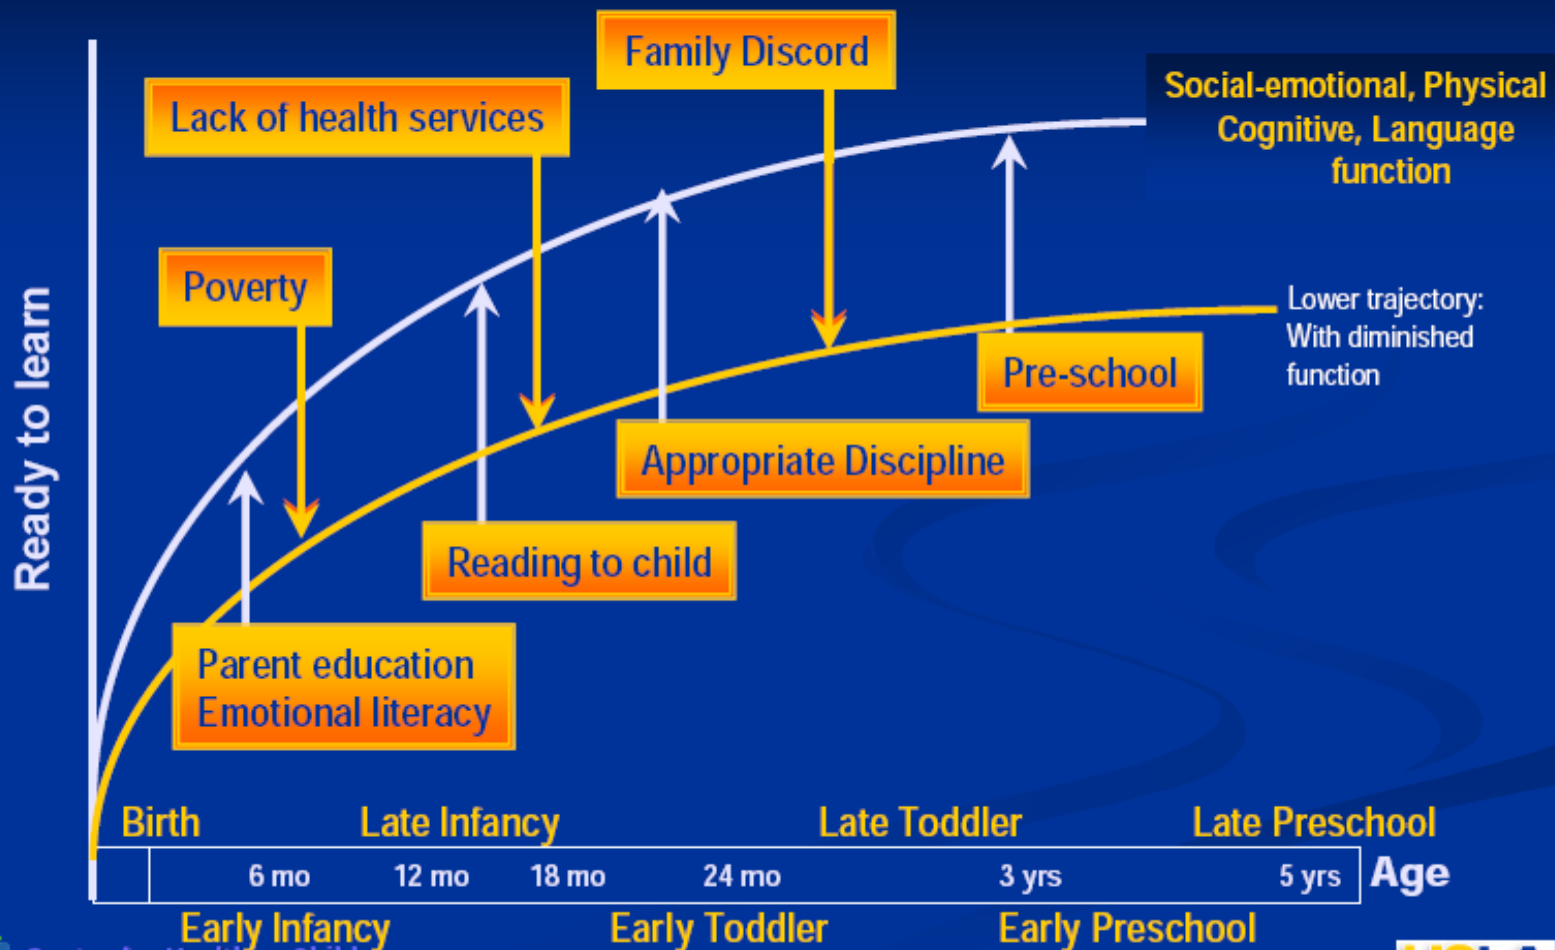 Family Discord
Lack of health services
Social-emotional, Physical
Cognitive, Language
function
Poverty
Lower trajectory:
With diminished
function
Ready to learn
Pre-school
Appropriate Discipline
Reading to child
Parent education
Emotional literacy
Birth
Late Infancy
Late Toddler
Late Preschool
6 mo
12 mo
18 mo
24 mo
3 yrs
5 yrs
Age
Early Infancy
Early Toddler
Early Preschool